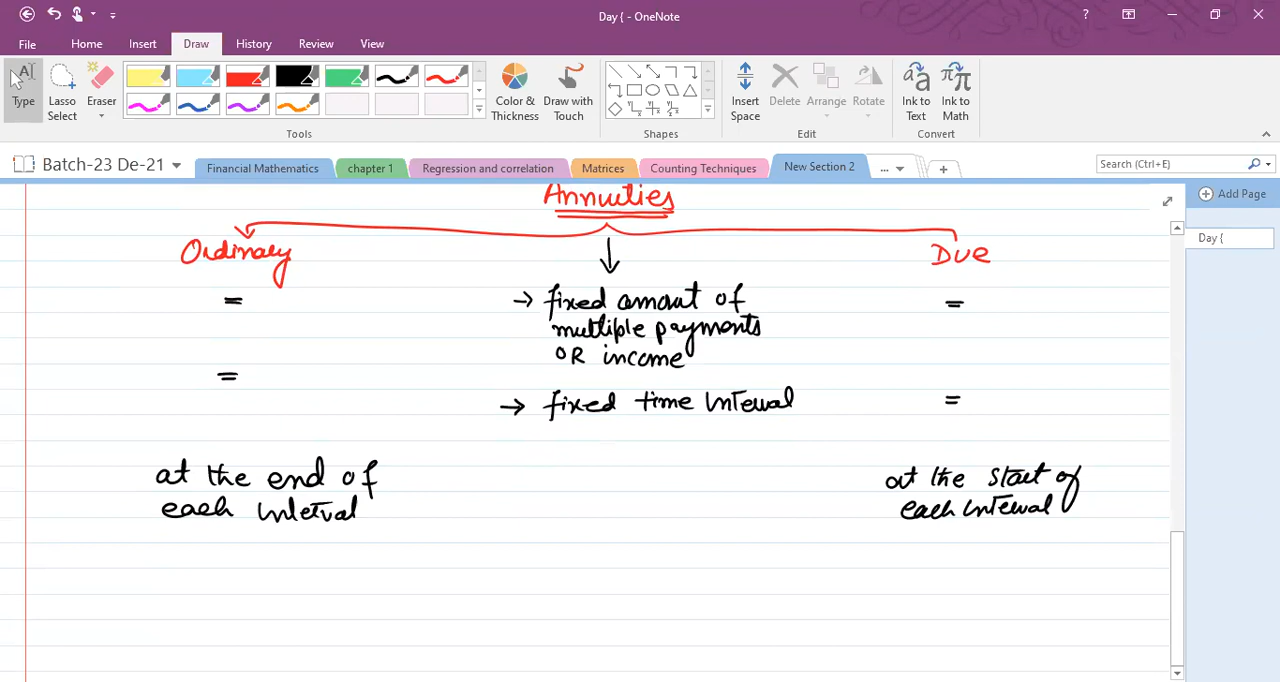 Day { - OneNote
?
File
Home
Insert
Draw
History
Review
View
Type
Lasso Select
Eraser
Color & Thickness
Draw with Touch
Insert Space
Delete
Arrange
Rotate
Ink to Text
Ink to Math
Tools
Shapes
Edit
Convert
Batch-23 De-21
Financial Mathematics
chapter 1
Regression and correlation
Matrices
Counting Techniques
New Section 2
...
Search (Ctrl+E)
Add Page
Day {
Annuities
Ordinary
Due
=
→ fixed amount of
multiple payments
OR income
=
=
→ fixed time interval
=
at the end of
each interval
at the start of
each interval